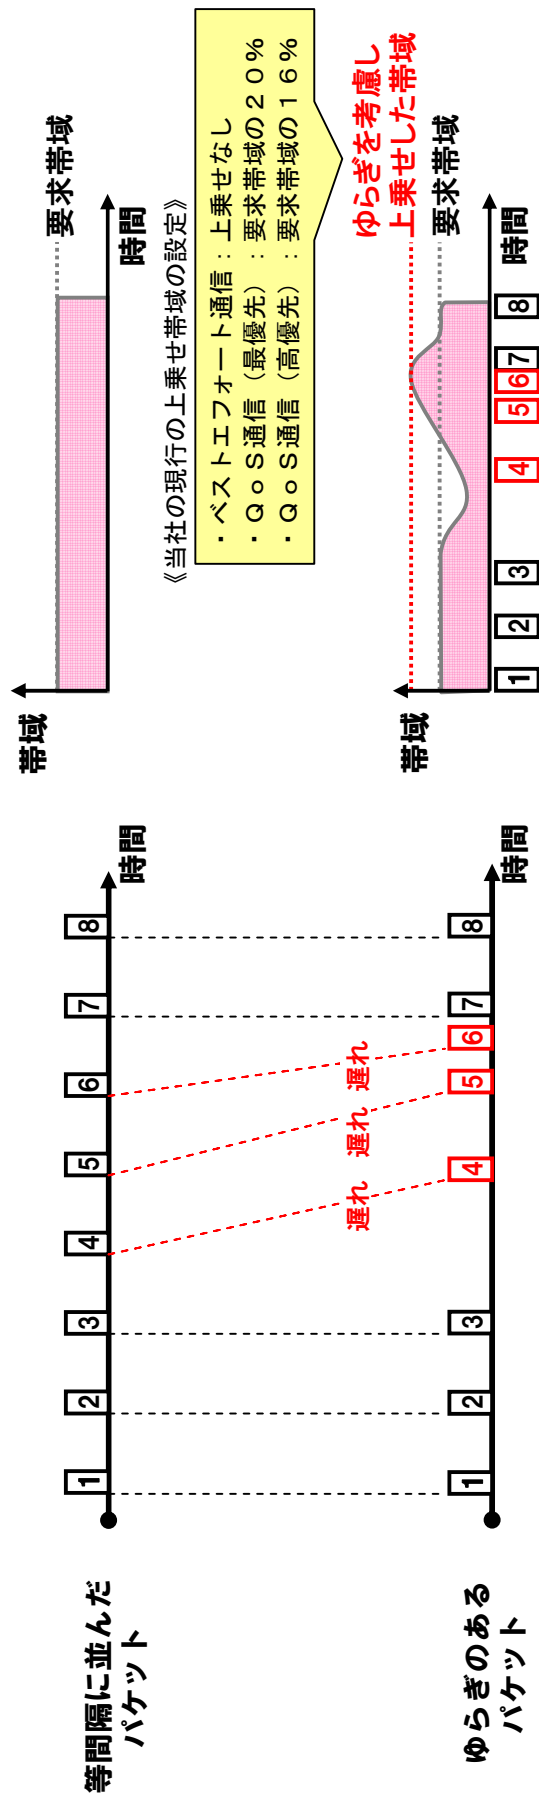 等間隔に並んだ
パケット
1 2 3 4 5 6 7 8
時間
帯域
要求帯域
時間
《当社の現行の上乗せ帯域の設定》
・ベストエフォート通信：上乗せなし
・ＱｏＳ通信（最優先）：要求帯域の２０％
・ＱｏＳ通信（高優先）：要求帯域の１６％
遅れ 遅れ 遅れ
ゆらぎのある
パケット
1 2 3 4 5 6 7 8
時間
帯域
ゆらぎを考慮し
上乗せした帯域
要求帯域
時間
1 2 3 4 5 6 7 8